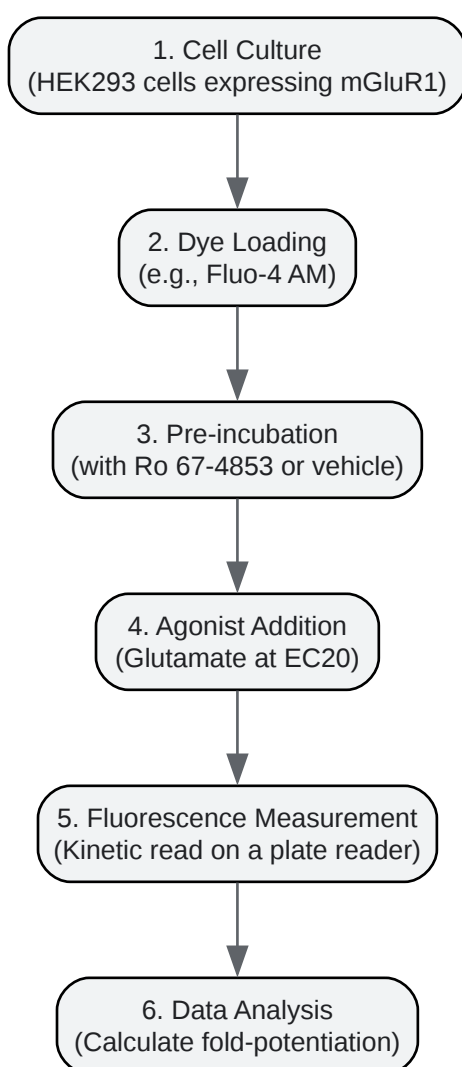 1. Cell Culture
(HEK293 cells expressing mGluR1)
2. Dye Loading
(e.g., Fluo-4 AM)
3. Pre-incubation
(with Ro 67-4853 or vehicle)
4. Agonist Addition
(Glutamate at EC20)
5. Fluorescence Measurement
(Kinetic read on a plate reader)
6. Data Analysis
(Calculate fold-potentiation)